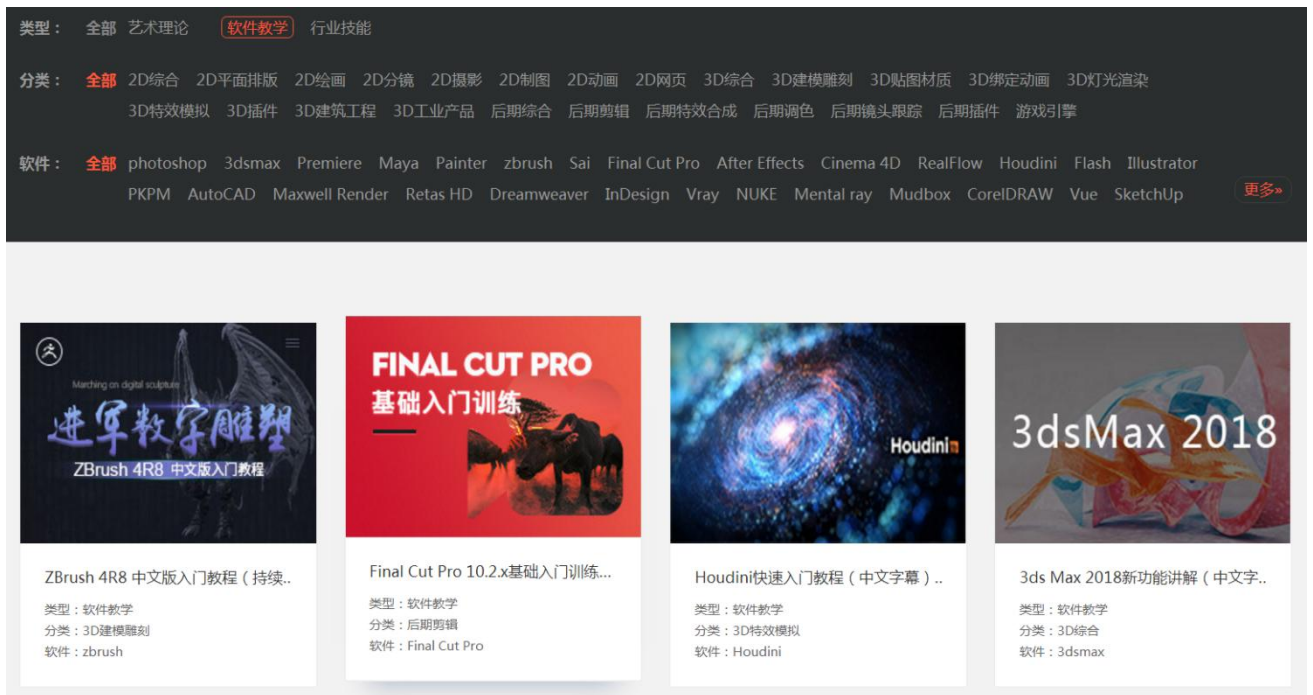 类型： 全部 艺术理论 软件教学 行业技能
分类： 全部 2D综合 2D平面排版 2D绘画 2D分镜 2D摄影 2D制图 2D动画 2D网页 3D综合 3D建模雕刻 3D贴图材质 3D绑定动画 3D灯光渲染
3D特效模拟 3D插件 3D建筑工程 3D工业产品 后期综合 后期剪辑 后期特效合成 后期调色 后期镜头跟踪 后期插件 游戏引擎
软件： 全部 photoshop 3dsmax Premiere Maya Painter zbrush Sai Final Cut Pro After Effects Cinema 4D RealFlow Houdini Flash Illustrator
PKPM AutoCAD Maxwell Render Retas HD Dreamweaver InDesign Vray NUKE Mental ray Mudbox CorelDRAW Vue SketchUp 更多»
Marching on digital sculpture
进军数字雕塑
ZBrush 4R8 中文版入门教程
FINAL CUT PRO
基础入门训练
Houdini
3dsMax 2018
ZBrush 4R8 中文版入门教程（持续..
类型：软件教学
分类：3D建模雕刻
软件：zbrush
Final Cut Pro 10.2.x基础入门训练...
类型：软件教学
分类：后期剪辑
软件：Final Cut Pro
Houdini快速入门教程（中文字幕）..
类型：软件教学
分类：3D特效模拟
软件：Houdini
3ds Max 2018新功能讲解（中文字..
类型：软件教学
分类：3D综合
软件：3dsmax